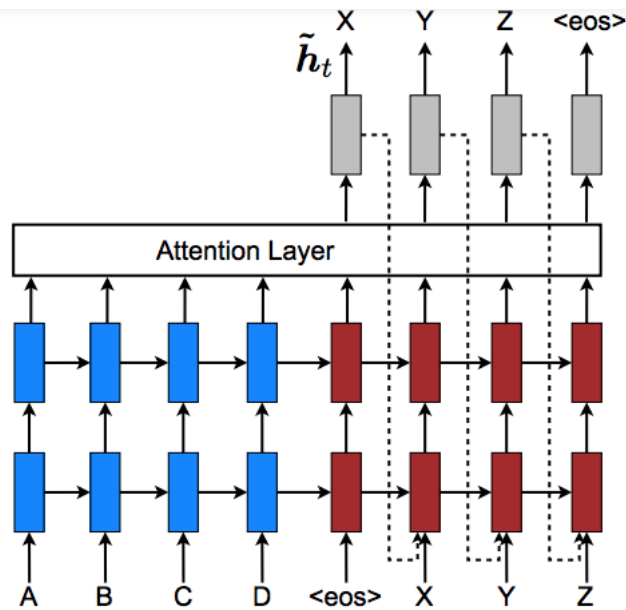 X Y Z <eos>
h̃ₜ
Attention Layer
A B C D <eos> X Y Z